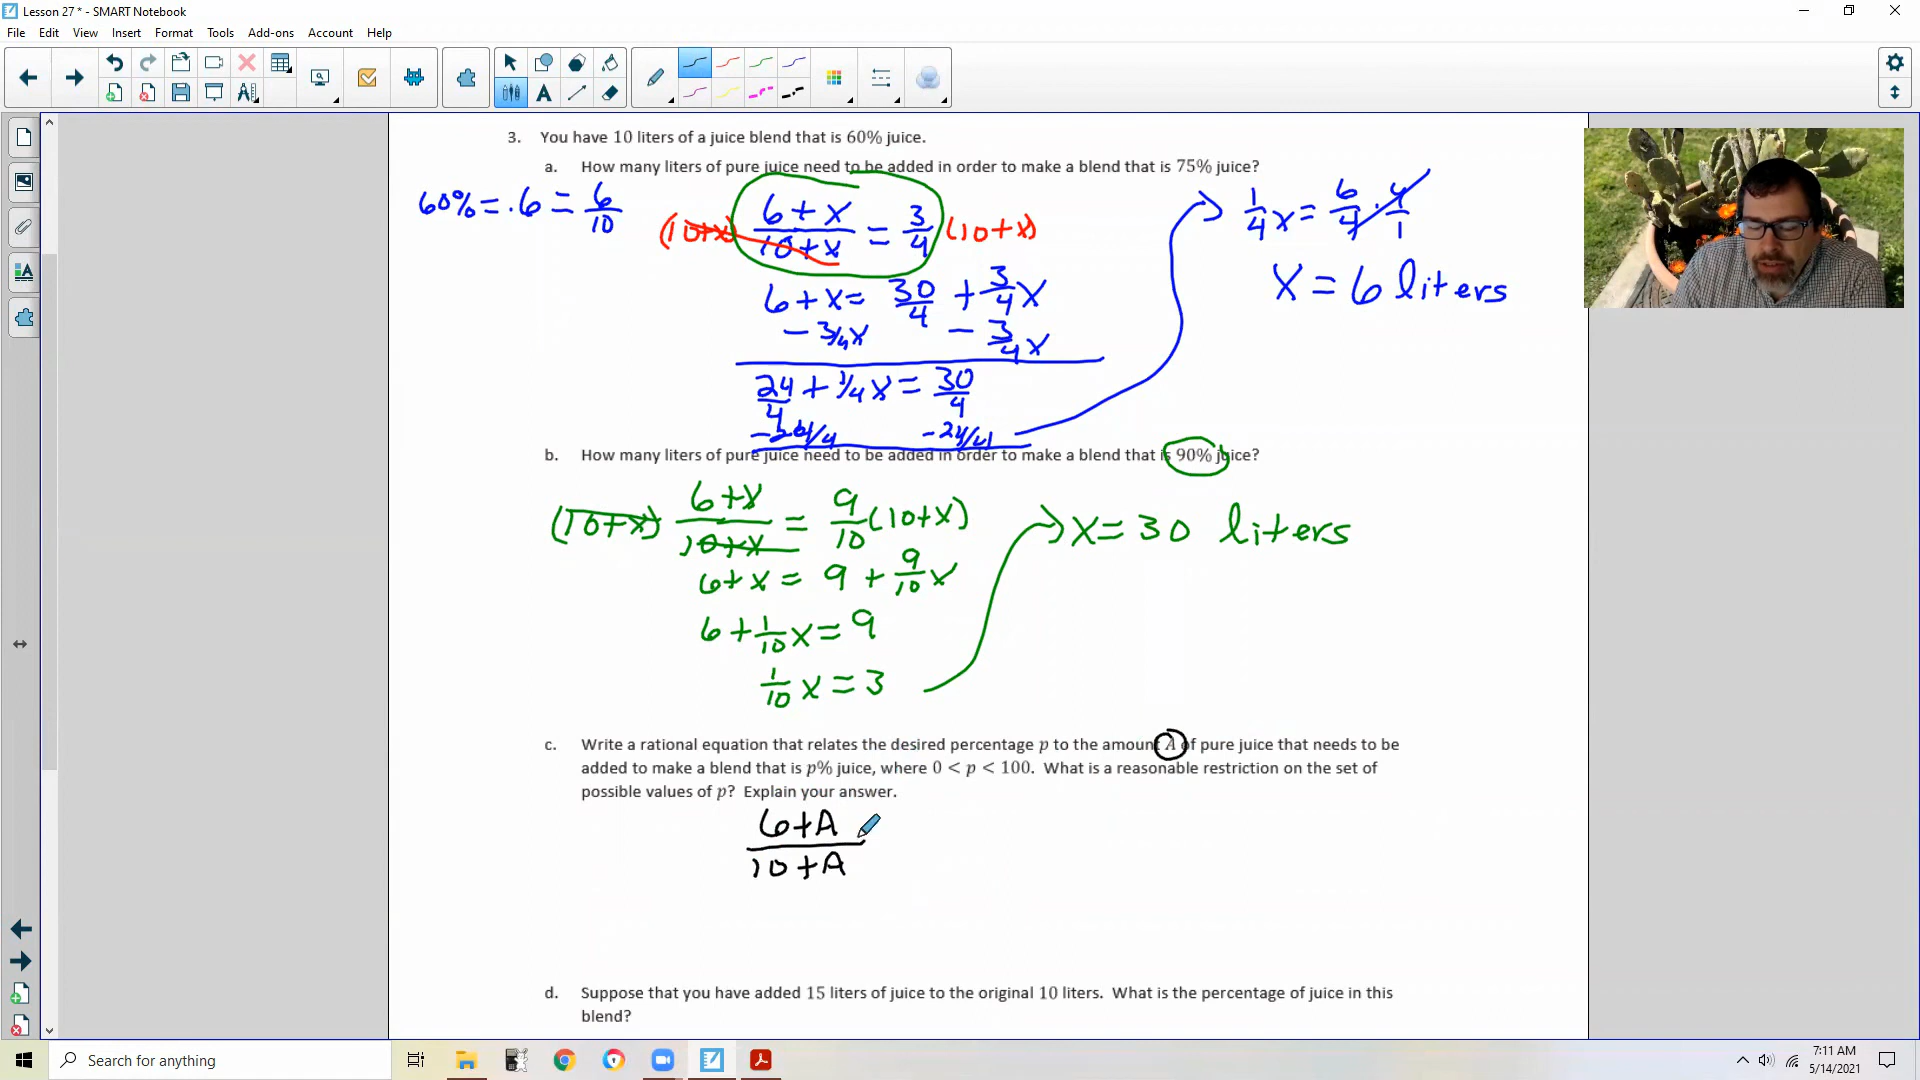 Lesson 27 * - SMART Notebook
File Edit View Insert Format Tools Add-ons Account Help
3. You have 10 liters of a juice blend that is 60% juice.
a. How many liters of pure juice need to be added in order to make a blend that is 75% juice?
60% = .6 = 6/10
(10+x) 6+x/10+x = 3/4 (10+x)
6+x = 30/4 + 3/4x
- 3/4x - 3/4x
24/4 + 1/4x = 30/4
-24/4 -24/4
1/4x = 6/4 · 4/1
x = 6 liters
b. How many liters of pure juice need to be added in order to make a blend that is 90% juice?
(10+x) 6+x/10+x = 9/10 (10+x)
6+x = 9 + 9/10x
6 + 1/10x = 9
1/10x = 3
x = 30 liters
c. Write a rational equation that relates the desired percentage p to the amount A of pure juice that needs to be
added to make a blend that is p% juice, where 0 < p < 100. What is a reasonable restriction on the set of
possible values of p? Explain your answer.
6+A/10+A
d. Suppose that you have added 15 liters of juice to the original 10 liters. What is the percentage of juice in this
blend?
Search for anything
7:11 AM
5/14/2021